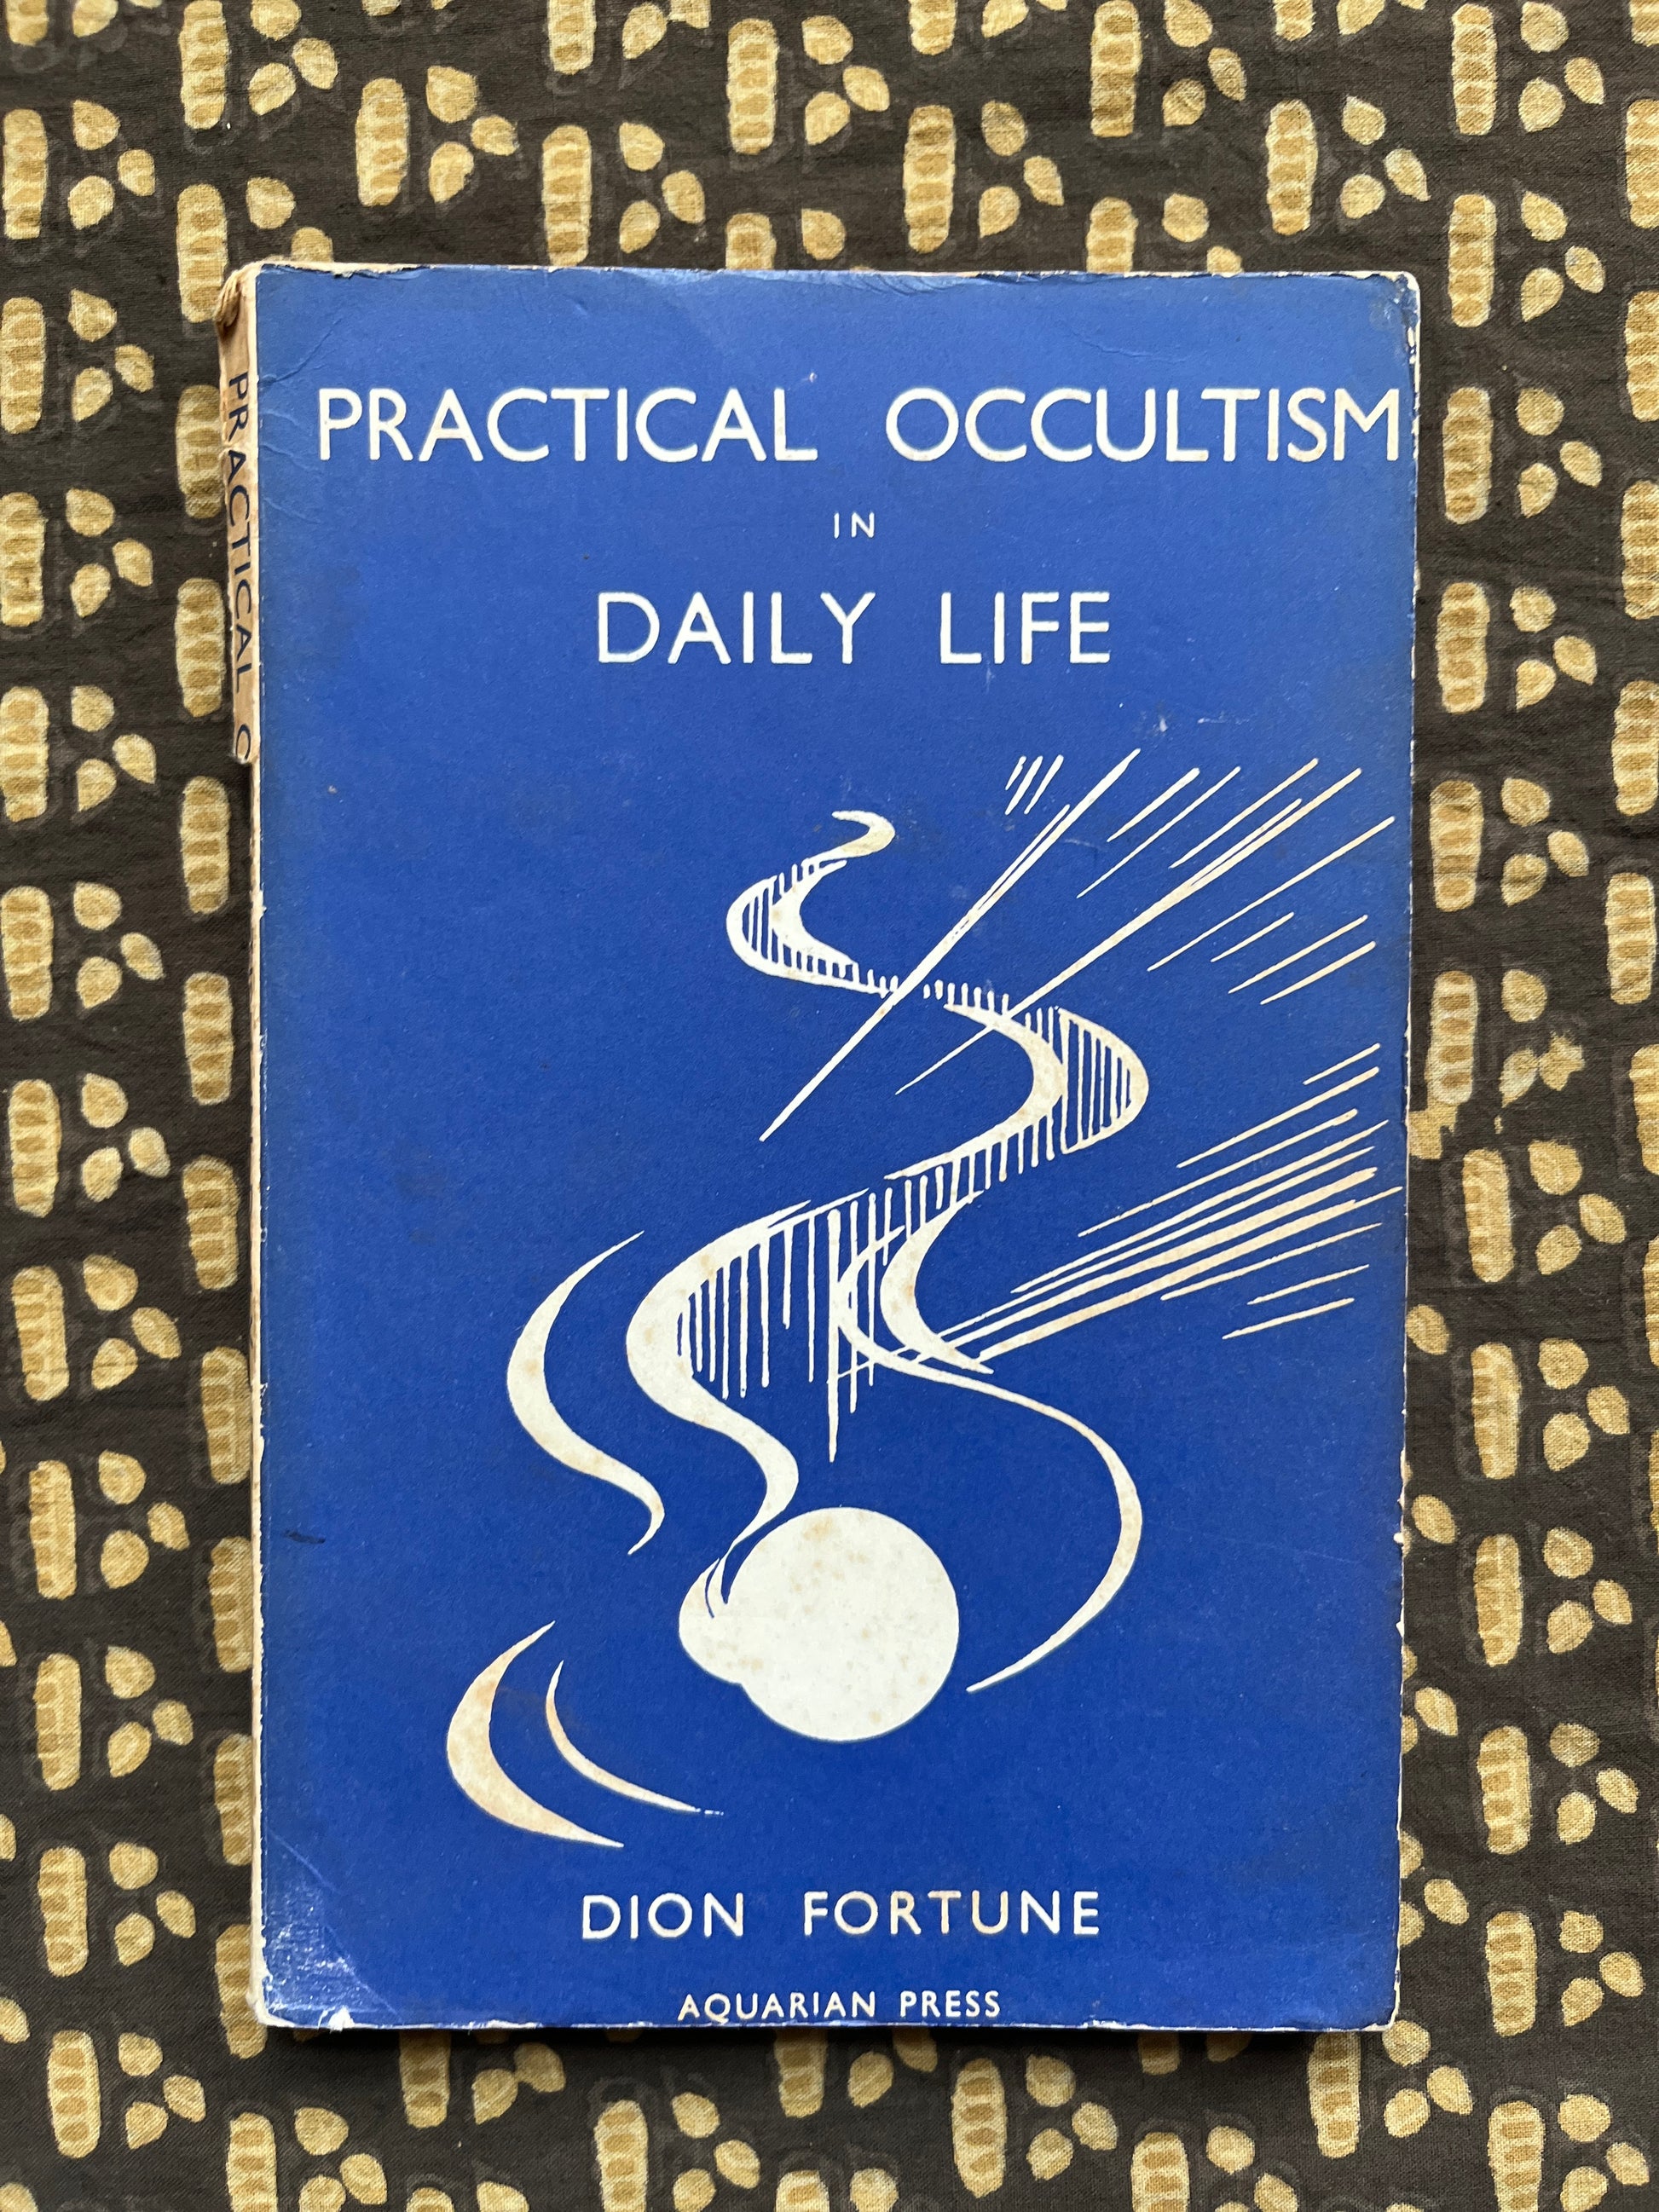 PRACTICAL OCCULTISM
IN
DAILY LIFE
DION FORTUNE
AQUARIAN PRESS
PRACTICAL